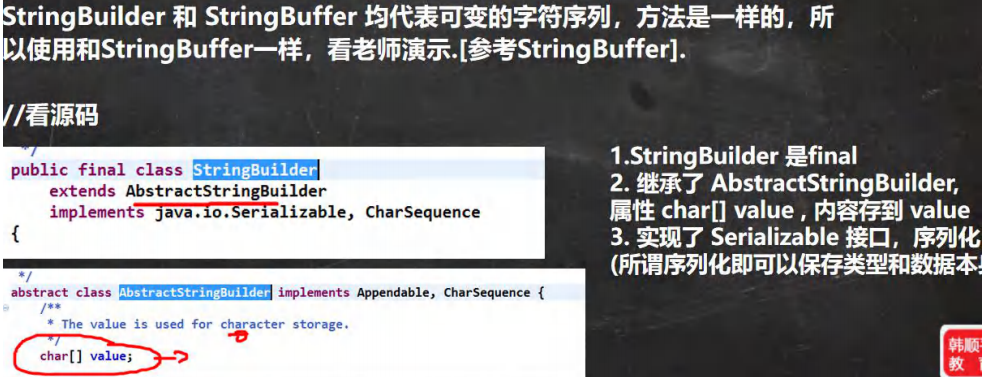 StringBuilder 和 StringBuffer 均代表可变的字符序列，方法是一样的，所
以使用和StringBuffer一样，看老师演示.[参考StringBuffer].
//看源码
*/
public final class StringBuilder
extends AbstractStringBuilder
implements java.io.Serializable, CharSequence
{
1.StringBuilder 是final
2. 继承了 AbstractStringBuilder,
属性 char[] value , 内容存到 value
3. 实现了 Serializable 接口，序列化
(所谓序列化即可以保存类型和数据本
*/
abstract class AbstractStringBuilder implements Appendable, CharSequence {
/**
* The value is used for character storage.
*/
char[] value;
韩顺
教